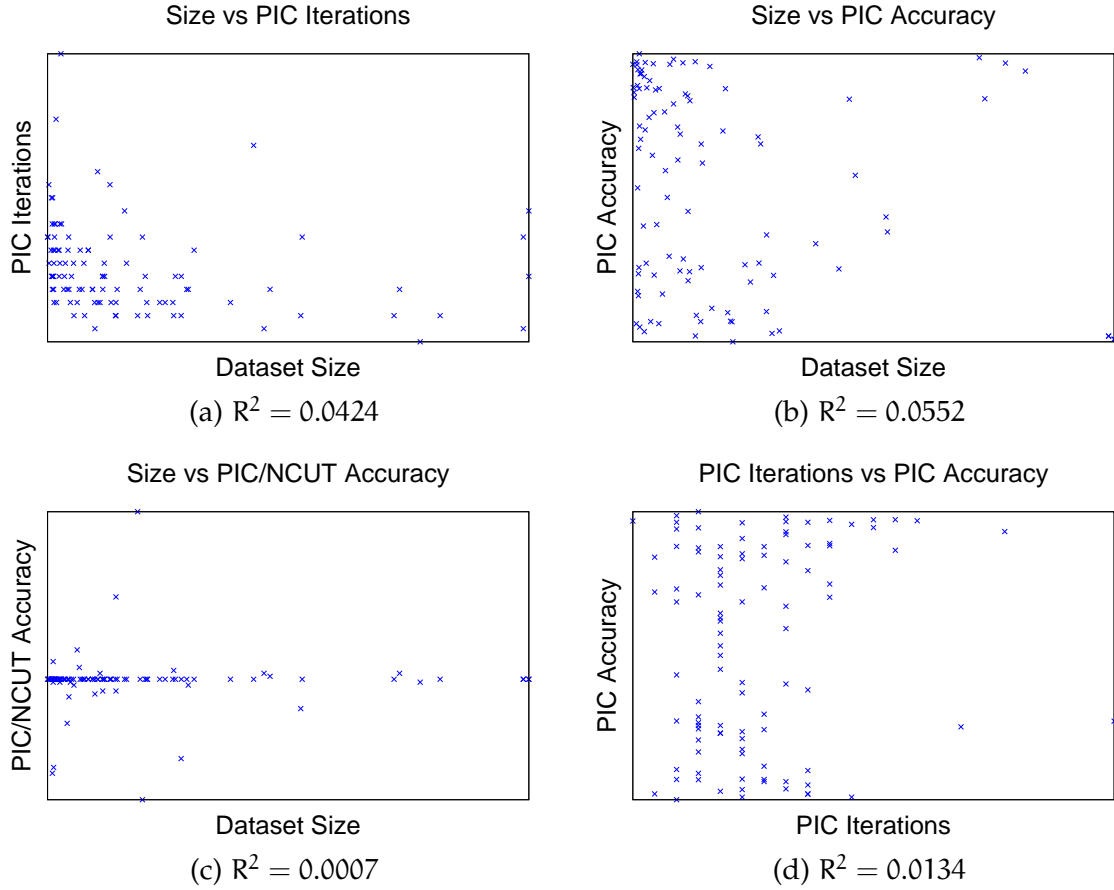 Size vs PIC Iterations
PIC Iterations
Dataset Size
(a) R² = 0.0424
Size vs PIC Accuracy
PIC Accuracy
Dataset Size
(b) R² = 0.0552
Size vs PIC/NCUT Accuracy
PIC/NCUT Accuracy
Dataset Size
(c) R² = 0.0007
PIC Iterations vs PIC Accuracy
PIC Accuracy
PIC Iterations
(d) R² = 0.0134